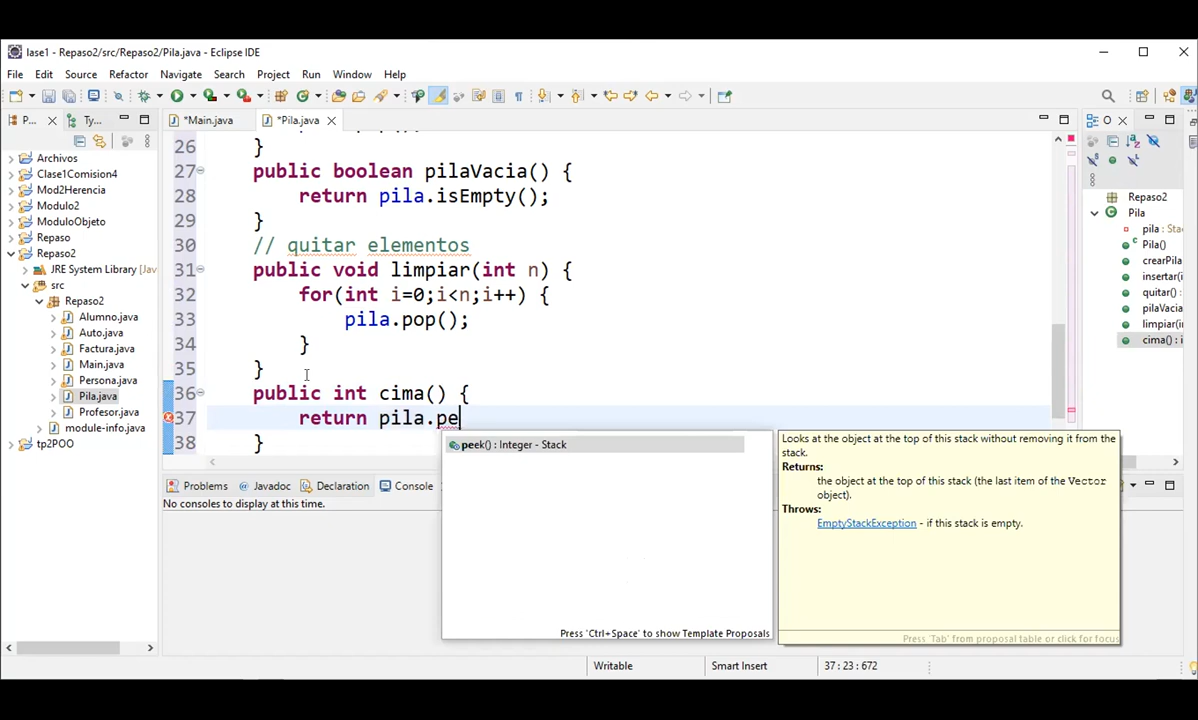 lase1 - Repaso2/src/Repaso2/Pila.java - Eclipse IDE
File Edit Source Refactor Navigate Search Project Run Window Help
P... Ty... *Main.java *Pila.java O
Archivos
Clase1Comision4
Mod2Herencia
Modulo2
ModuloObjeto
Repaso
Repaso2
JRE System Library [Jav
src
Repaso2
Alumno.java
Auto.java
Factura.java
Main.java
Persona.java
Pila.java
Profesor.java
module-info.java
tp2POO
26 }
27 public boolean pilaVacia() {
28 return pila.isEmpty();
29 }
30 // quitar elementos
31 public void limpiar(int n) {
32 for(int i=0;i<n;i++) {
33 pila.pop();
34 }
35 }
36 public int cima() {
37 return pila.pe
38 }
Repaso2
Pila
pila : Stac
Pila()
crearPila
insertar(i
quitar() :
pilaVacia
limpiar(in
cima() : i
peek() : Integer - Stack
Press 'Ctrl+Space' to show Template Proposals
Looks at the object at the top of this stack without removing it from the
stack.
Returns:
the object at the top of this stack (the last item of the Vector
object).
Throws:
EmptyStackException - if this stack is empty.
Press 'Tab' from proposal table or click for focus
Problems @ Javadoc Declaration Console
No consoles to display at this time.
Writable Smart Insert 37 : 23 : 672